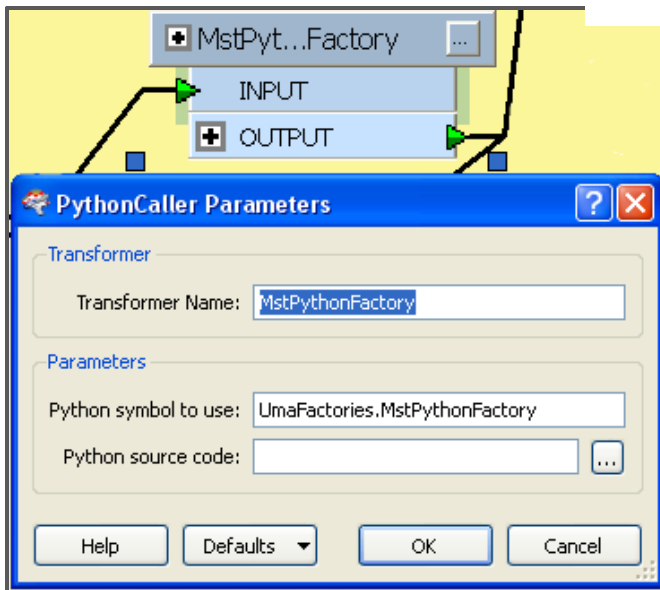 MstPyt...Factory ...
INPUT
OUTPUT
PythonCaller Parameters
Transformer
Transformer Name: MstPythonFactory
Parameters
Python symbol to use: UmaFactories.MstPythonFactory
Python source code: ...
Help Defaults OK Cancel